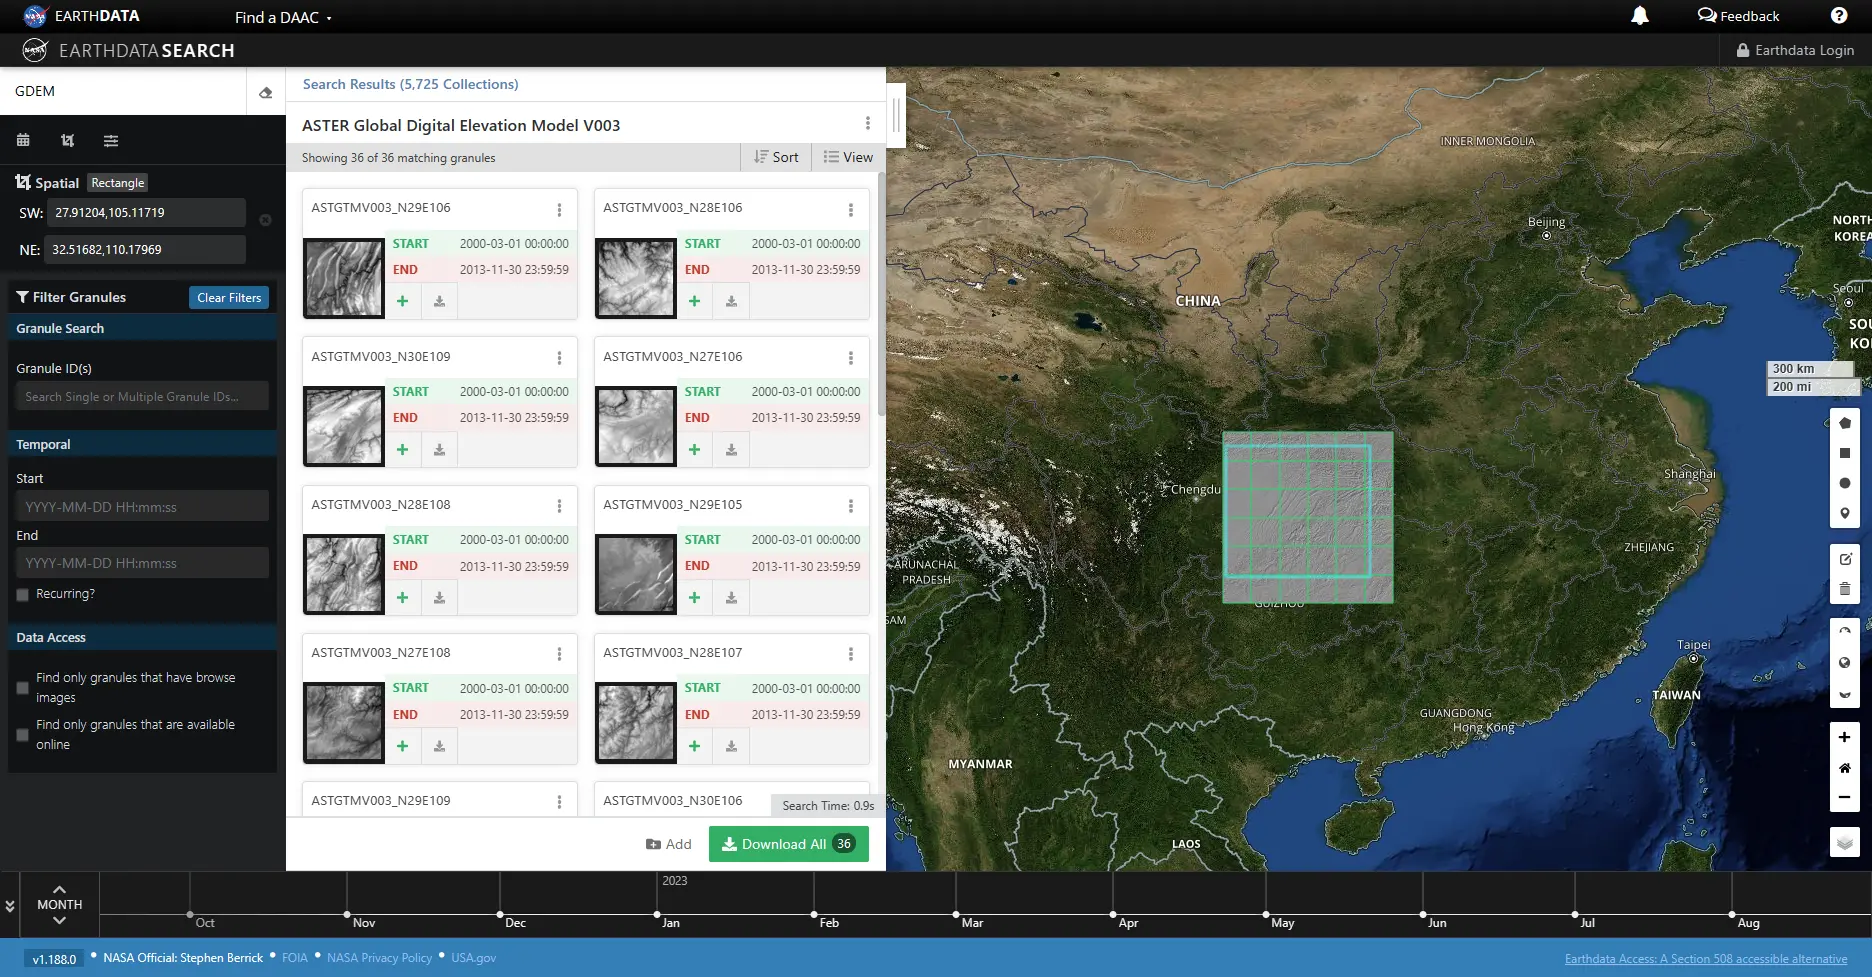 EARTHDATA
Find a DAAC
Feedback
EARTHDATA SEARCH
Earthdata Login
GDEM
Spatial Rectangle
SW: 27.91204,105.11719
NE: 32.51682,110.17969
Filter Granules
Clear Filters
Granule Search
Granule ID(s)
Search Single or Multiple Granule IDs...
Temporal
Start
YYYY-MM-DD HH:mm:ss
End
YYYY-MM-DD HH:mm:ss
Recurring?
Data Access
Find only granules that have browse
images
Find only granules that are available
online
Search Results (5,725 Collections)
ASTER Global Digital Elevation Model V003
Showing 36 of 36 matching granules
Sort
View
ASTGTMV003_N29E106
START 2000-03-01 00:00:00
END 2013-11-30 23:59:59
ASTGTMV003_N28E106
START 2000-03-01 00:00:00
END 2013-11-30 23:59:59
ASTGTMV003_N30E109
START 2000-03-01 00:00:00
END 2013-11-30 23:59:59
ASTGTMV003_N27E106
START 2000-03-01 00:00:00
END 2013-11-30 23:59:59
ASTGTMV003_N28E108
START 2000-03-01 00:00:00
END 2013-11-30 23:59:59
ASTGTMV003_N29E105
START 2000-03-01 00:00:00
END 2013-11-30 23:59:59
ASTGTMV003_N27E108
START 2000-03-01 00:00:00
END 2013-11-30 23:59:59
ASTGTMV003_N28E107
START 2000-03-01 00:00:00
END 2013-11-30 23:59:59
ASTGTMV003_N29E109
ASTGTMV003_N30E106
Search Time: 0.9s
Add
Download All 36
INNER MONGOLIA
Beijing
NORTH
KOREA
CHINA
Seoul
SOU
KO
300 km
200 mi
Shanghai
Chengdu
ZHEJIANG
ARUNACHAL
PRADESH
GUIZHOU
SAM
Taipei
TAIWAN
GUANGDONG
Hong Kong
MYANMAR
LAOS
MONTH
2023
Oct
Nov
Dec
Jan
Feb
Mar
Apr
May
Jun
Jul
Aug
v1.188.0 • NASA Official: Stephen Berrick • FOIA • NASA Privacy Policy • USA.gov
Earthdata Access: A Section 508 accessible alternative